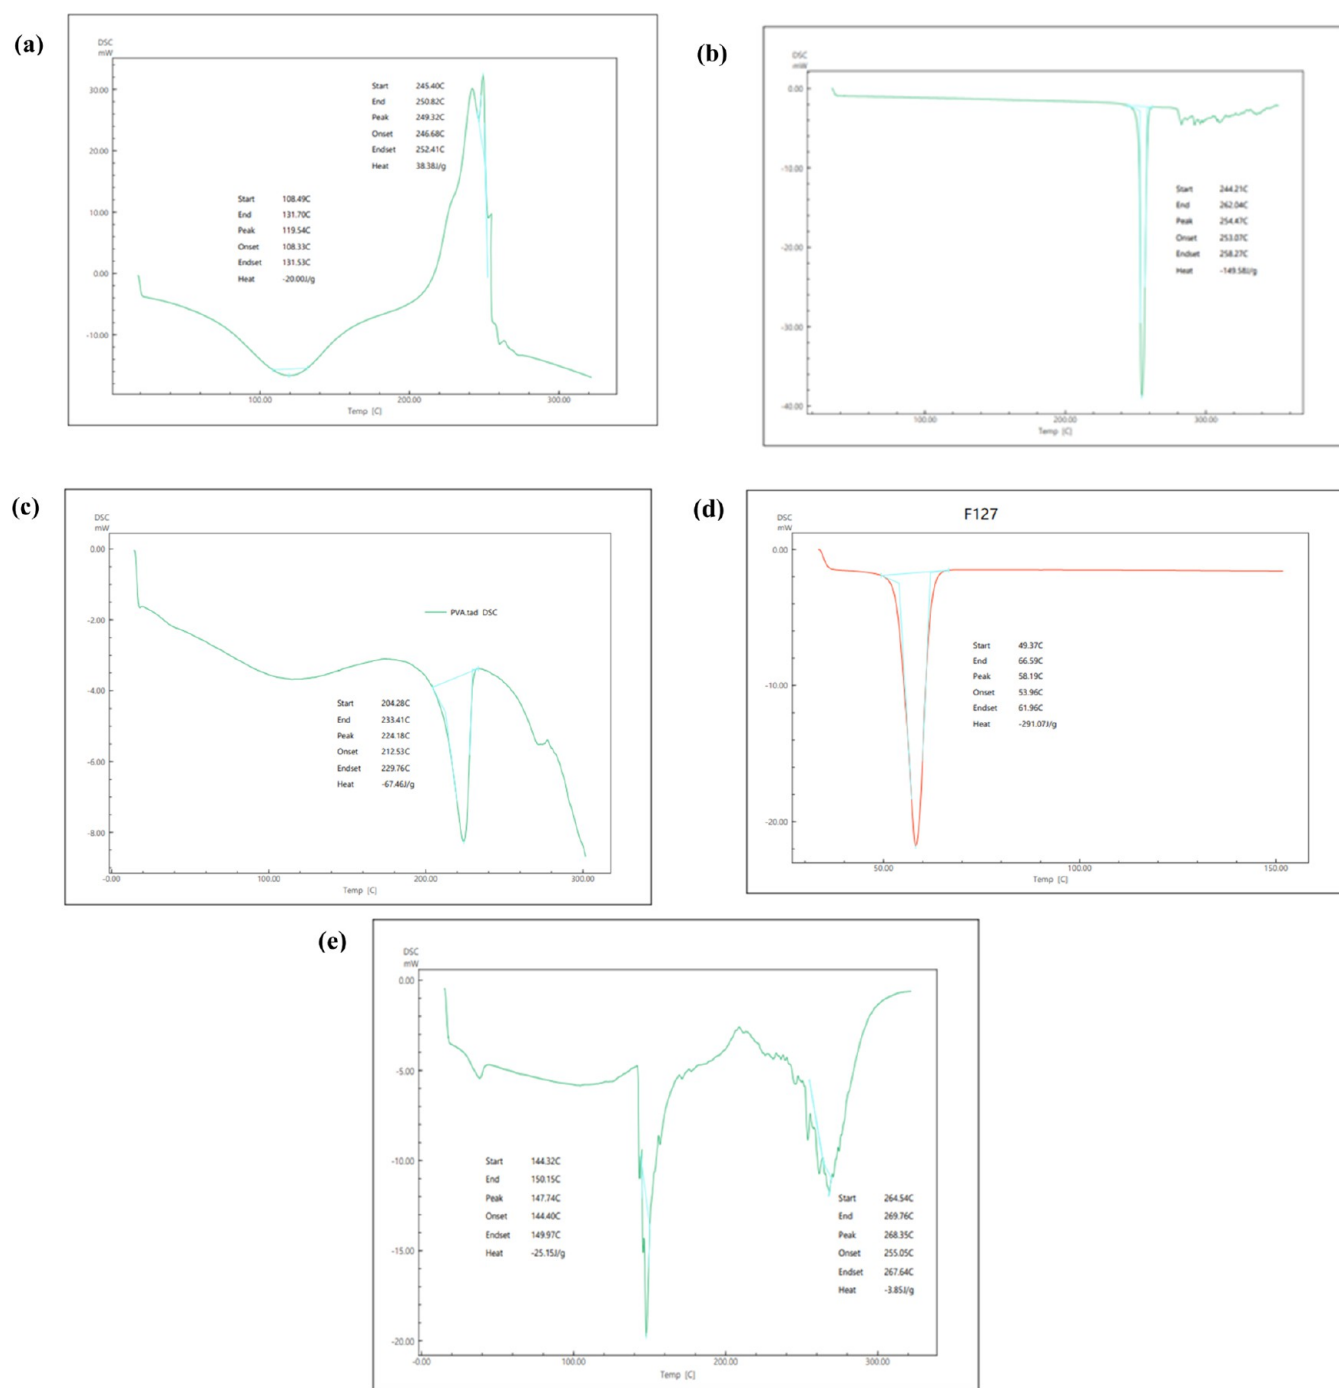 (a)
DSC
mW
30.00
20.00
10.00
0.00
-10.00
Start 245.40C
End 250.82C
Peak 249.32C
Onset 246.68C
Endset 252.41C
Heat 38.38J/g
Start 108.49C
End 131.70C
Peak 119.54C
Onset 108.33C
Endset 131.53C
Heat -20.00J/g
100.00 200.00 300.00
Temp [C]
(b)
DSC
mW
0.00
-10.00
-20.00
-30.00
-40.00
Start 244.21C
End 262.04C
Peak 254.47C
Onset 253.07C
Endset 258.27C
Heat -149.58J/g
100.00 200.00 300.00
Temp [C]
(c)
DSC
mW
0.00
-2.00
-4.00
-6.00
-8.00
PVA.tad DSC
Start 204.28C
End 233.41C
Peak 224.18C
Onset 212.53C
Endset 229.76C
Heat -67.46J/g
-0.00 100.00 200.00 300.00
Temp [C]
(d)
F127
DSC
mW
0.00
-10.00
-20.00
Start 49.37C
End 66.59C
Peak 58.19C
Onset 53.96C
Endset 61.96C
Heat -291.07J/g
50.00 100.00 150.00
Temp [C]
(e)
DSC
mW
0.00
-5.00
-10.00
-15.00
-20.00
Start 144.32C
End 150.15C
Peak 147.74C
Onset 144.40C
Endset 149.97C
Heat -25.15J/g
Start 264.54C
End 269.76C
Peak 268.35C
Onset 255.05C
Endset 267.64C
Heat -3.85J/g
-0.00 100.00 200.00 300.00
Temp [C]